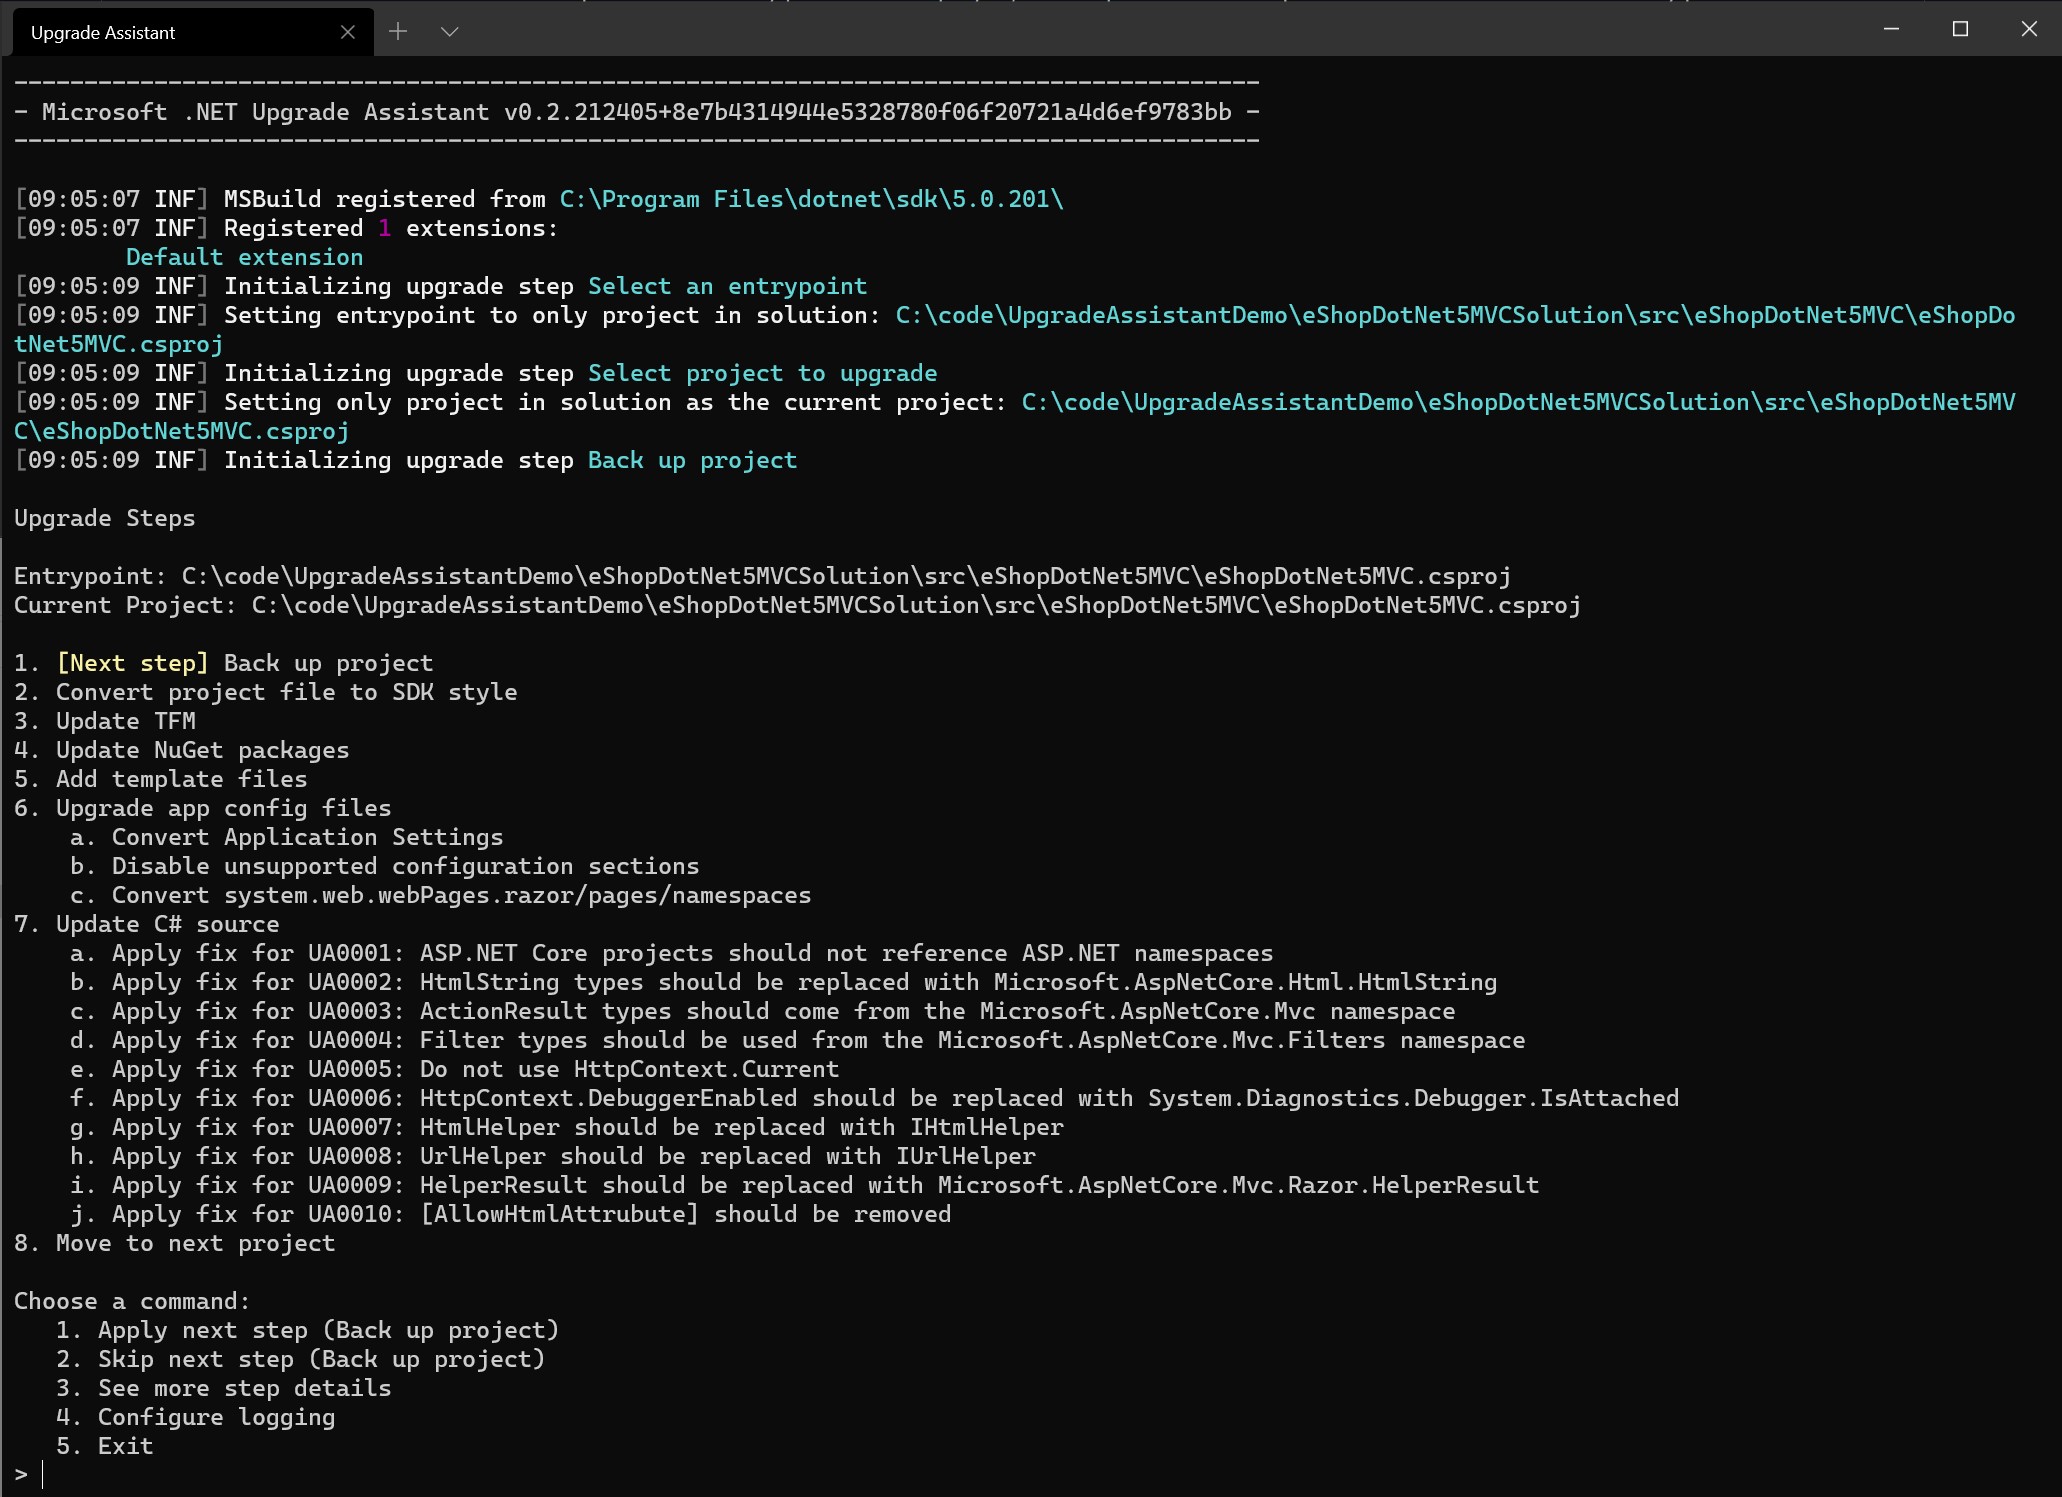 Upgrade Assistant
-----------------------------------------------------------------------------------------
- Microsoft .NET Upgrade Assistant v0.2.212405+8e7b4314944e5328780f06f20721a4d6ef9783bb -
-----------------------------------------------------------------------------------------
[09:05:07 INF] MSBuild registered from C:\Program Files\dotnet\sdk\5.0.201\
[09:05:07 INF] Registered 1 extensions:
Default extension
[09:05:09 INF] Initializing upgrade step Select an entrypoint
[09:05:09 INF] Setting entrypoint to only project in solution: C:\code\UpgradeAssistantDemo\eShopDotNet5MVCSolution\src\eShopDotNet5MVC\eShopDo
tNet5MVC.csproj
[09:05:09 INF] Initializing upgrade step Select project to upgrade
[09:05:09 INF] Setting only project in solution as the current project: C:\code\UpgradeAssistantDemo\eShopDotNet5MVCSolution\src\eShopDotNet5MV
C\eShopDotNet5MVC.csproj
[09:05:09 INF] Initializing upgrade step Back up project
Upgrade Steps
Entrypoint: C:\code\UpgradeAssistantDemo\eShopDotNet5MVCSolution\src\eShopDotNet5MVC\eShopDotNet5MVC.csproj
Current Project: C:\code\UpgradeAssistantDemo\eShopDotNet5MVCSolution\src\eShopDotNet5MVC\eShopDotNet5MVC.csproj
1. [Next step] Back up project
2. Convert project file to SDK style
3. Update TFM
4. Update NuGet packages
5. Add template files
6. Upgrade app config files
a. Convert Application Settings
b. Disable unsupported configuration sections
c. Convert system.web.webPages.razor/pages/namespaces
7. Update C# source
a. Apply fix for UA0001: ASP.NET Core projects should not reference ASP.NET namespaces
b. Apply fix for UA0002: HtmlString types should be replaced with Microsoft.AspNetCore.Html.HtmlString
c. Apply fix for UA0003: ActionResult types should come from the Microsoft.AspNetCore.Mvc namespace
d. Apply fix for UA0004: Filter types should be used from the Microsoft.AspNetCore.Mvc.Filters namespace
e. Apply fix for UA0005: Do not use HttpContext.Current
f. Apply fix for UA0006: HttpContext.DebuggerEnabled should be replaced with System.Diagnostics.Debugger.IsAttached
g. Apply fix for UA0007: HtmlHelper should be replaced with IHtmlHelper
h. Apply fix for UA0008: UrlHelper should be replaced with IUrlHelper
i. Apply fix for UA0009: HelperResult should be replaced with Microsoft.AspNetCore.Mvc.Razor.HelperResult
j. Apply fix for UA0010: [AllowHtmlAttrubute] should be removed
8. Move to next project
Choose a command:
1. Apply next step (Back up project)
2. Skip next step (Back up project)
3. See more step details
4. Configure logging
5. Exit
>